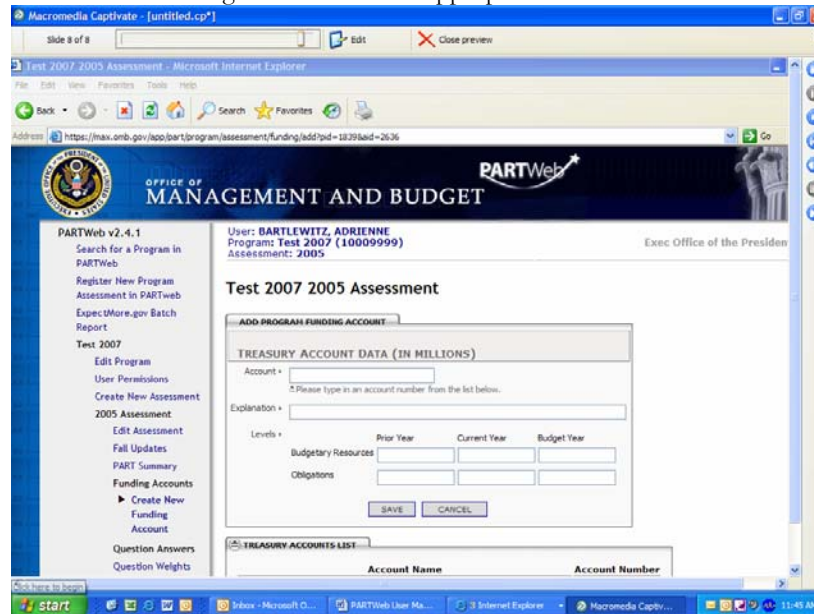 Macromedia Captivate - [untitled.cp*]
Slide 8 of 8
Edit
Close preview
Test 2007 2005 Assessment - Microsoft Internet Explorer
File Edit View Favorites Tools Help
Back Search Favorites
Address https://max.omb.gov/app/part/program/assessment/funding/add?pid=1839&aid=2636 Go
OFFICE OF
MANAGEMENT AND BUDGET
PARTWeb
PARTWeb v2.4.1
Search for a Program in
PARTWeb
Register New Program
Assessment in PARTweb
ExpectMore.gov Batch
Report
Test 2007
Edit Program
User Permissions
Create New Assessment
2005 Assessment
Edit Assessment
Fall Updates
PART Summary
Funding Accounts
Create New
Funding
Account
Question Answers
Question Weights
User: BARTLEWITZ, ADRIENNE
Program: Test 2007 (10009999)
Assessment: 2005
Exec Office of the Presiden
Test 2007 2005 Assessment
ADD PROGRAM FUNDING ACCOUNT
TREASURY ACCOUNT DATA (IN MILLIONS)
Account
Please type in an account number from the list below.
Explanation
Levels
Prior Year Current Year Budget Year
Budgetary Resources
Obligations
SAVE CANCEL
TREASURY ACCOUNTS LIST
Account Name Account Number
Click here to begin
start
Inbox - Microsoft O...
PARTWeb User Ma...
3 Internet Explorer
Macromedia Captiv...
11:45 AM